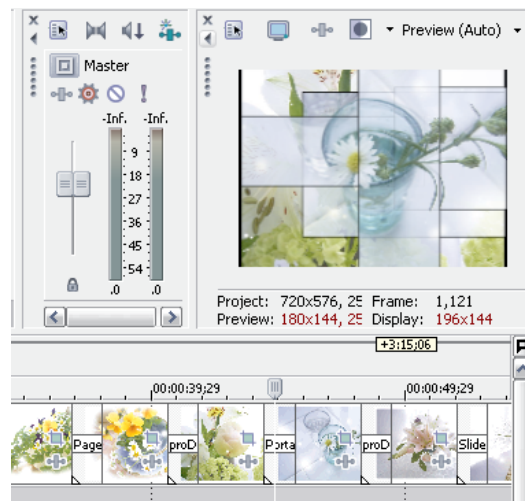 Preview (Auto)
Master
-Inf. -Inf.
9
18
27
36
45
54
.0 .0
Project: 720x576, 25 Frame: 1,121
Preview: 180x144, 25 Display: 196x144
+3:15;06
00:00:39;29 00:00:49;29
Page proD Porta proD Slide